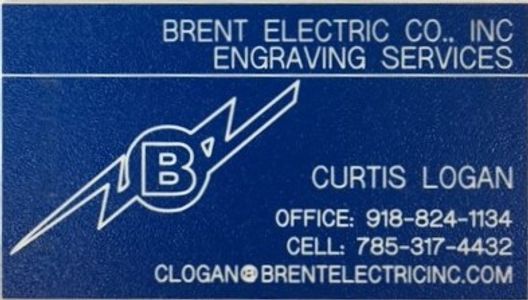 BRENT ELECTRIC CO., INC
ENGRAVING SERVICES
B
CURTIS LOGAN
OFFICE: 918-824-1134
CELL: 785-317-4432
CLOGAN@BRENTELECTRICINC.COM